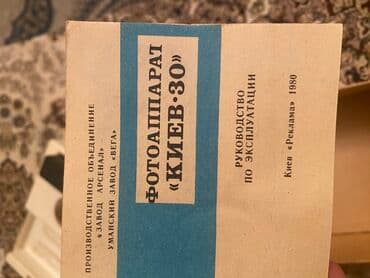 ПРОИЗВОДСТВЕННОЕ ОБЪЕДИНЕНИЕ
«ЗАВОД АРСЕНАЛ»
УМАНСКИЙ ЗАВОД «ВЕГА»
ФОТОАППАРАТ
«КИЕВ-30»
РУКОВОДСТВО
ПО ЭКСПЛУАТАЦИИ
Киев «Реклама» 1980